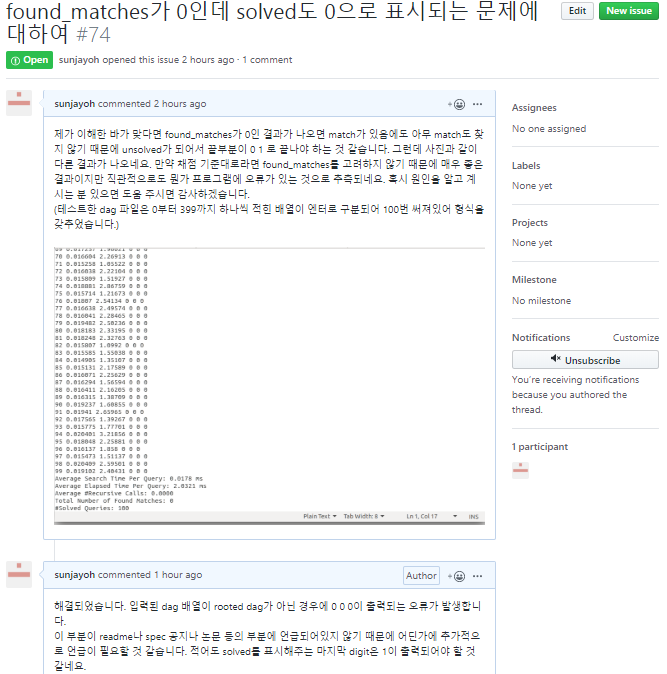 found_matches가 0인데 solved도 0으로 표시되는 문제에
대하여 #74
Edit
New issue
Open
sunjayoh opened this issue 2 hours ago · 1 comment
sunjayoh commented 2 hours ago
제가 이해한 바가 맞다면 found_matches가 0인 결과가 나오면 match가 있음에도 아무 match도 찾
지 않기 때문에 unsolved가 되어서 끝부분이 0 1 로 끝나야 하는 것 같습니다. 그런데 사진과 같이
다른 결과가 나오네요. 만약 채점 기준대로라면 found_matches를 고려하지 않기 때문에 매우 좋은
결과이지만 직관적으로도 뭔가 프로그램에 오류가 있는 것으로 추측되네요. 혹시 원인을 알고 계
시는 분 있으면 도움 주시면 감사하겠습니다.
(테스트한 dag 파일은 0부터 399까지 하나씩 적힌 배열이 엔터로 구분되어 100번 써져있어 형식을
갖추었습니다.)
70 0.016604 2.26913 0 0 0
71 0.015258 1.05522 0 0 0
72 0.016038 2.22104 0 0 0
73 0.015809 1.51927 0 0 0
74 0.018881 2.06759 0 0 0
75 0.015714 1.21673 0 0 0
76 0.01607 2.54134 0 0 0
77 0.016638 2.49574 0 0 0
78 0.016041 2.28465 0 0 0
79 0.019402 2.50236 0 0 0
80 0.018183 2.33195 0 0 0
81 0.018248 2.32763 0 0 0
82 0.015807 1.0992 0 0 0
83 0.015585 1.55038 0 0 0
84 0.014905 1.35107 0 0 0
85 0.015131 2.17589 0 0 0
86 0.016071 2.25629 0 0 0
87 0.016294 1.56594 0 0 0
88 0.016411 2.16205 0 0 0
89 0.016315 1.38709 0 0 0
90 0.019237 1.60855 0 0 0
91 0.01941 2.65965 0 0 0
92 0.017565 1.39267 0 0 0
93 0.015775 1.77701 0 0 0
94 0.020401 3.21856 0 0 0
95 0.018048 2.25881 0 0 0
96 0.016137 1.858 0 0 0
97 0.015473 1.51137 0 0 0
98 0.020409 2.59501 0 0 0
99 0.019102 2.40431 0 0 0
Average Search Time Per Query: 0.0178 ms
Average Elapsed Time Per Query: 2.0321 ms
Average #Recursive Calls: 0.0000
Total Number of Found Matches: 0
#Solved Queries: 100
Plain Text Tab Width: 8 Ln 1, Col 17 INS
sunjayoh commented 1 hour ago
Author
해결되었습니다. 입력된 dag 배열이 rooted dag가 아닌 경우에 0 0 0이 출력되는 오류가 발생합니
다.
이 부분이 readme나 spec 공지나 논문 등의 부분에 언급되어있지 않기 때문에 어딘가에 추가적으
로 언급이 필요할 것 같습니다. 적어도 solved를 표시해주는 마지막 digit은 1이 출력되어야 할 것
같네요.
Assignees
No one assigned
Labels
None yet
Projects
None yet
Milestone
No milestone
Notifications
Customize
Unsubscribe
You're receiving notifications
because you authored the
thread.
1 participant